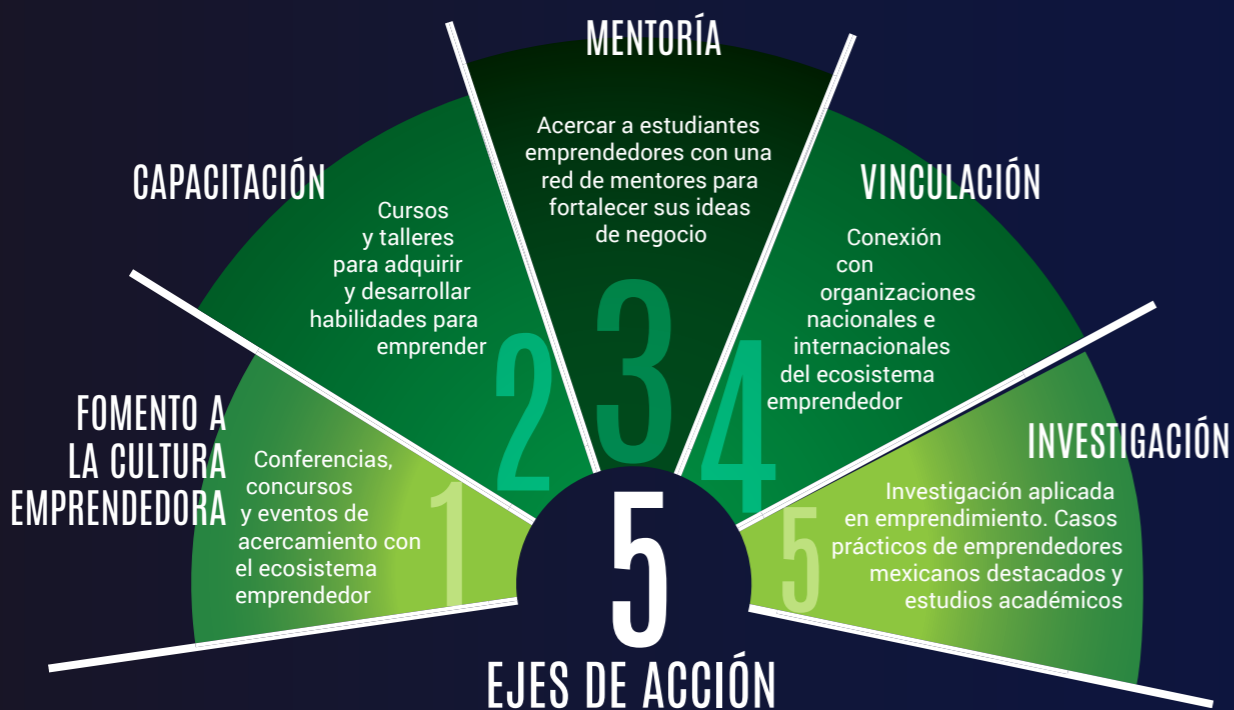 FOMENTO A
LA CULTURA
EMPRENDEDORA
Conferencias,
concursos
y eventos de
acercamiento con
el ecosistema
emprendedor
1
CAPACITACIÓN
Cursos
y talleres
para adquirir
y desarrollar
habilidades para
emprender
2
MENTORÍA
Acercar a estudiantes
emprendedores con una
red de mentores para
fortalecer sus ideas
de negocio
3
VINCULACIÓN
Conexión
con
organizaciones
nacionales e
internacionales
del ecosistema
emprendedor
4
INVESTIGACIÓN
Investigación aplicada
en emprendimiento. Casos
prácticos de emprendedores
mexicanos destacados y
estudios académicos
5
5
EJES DE ACCIÓN